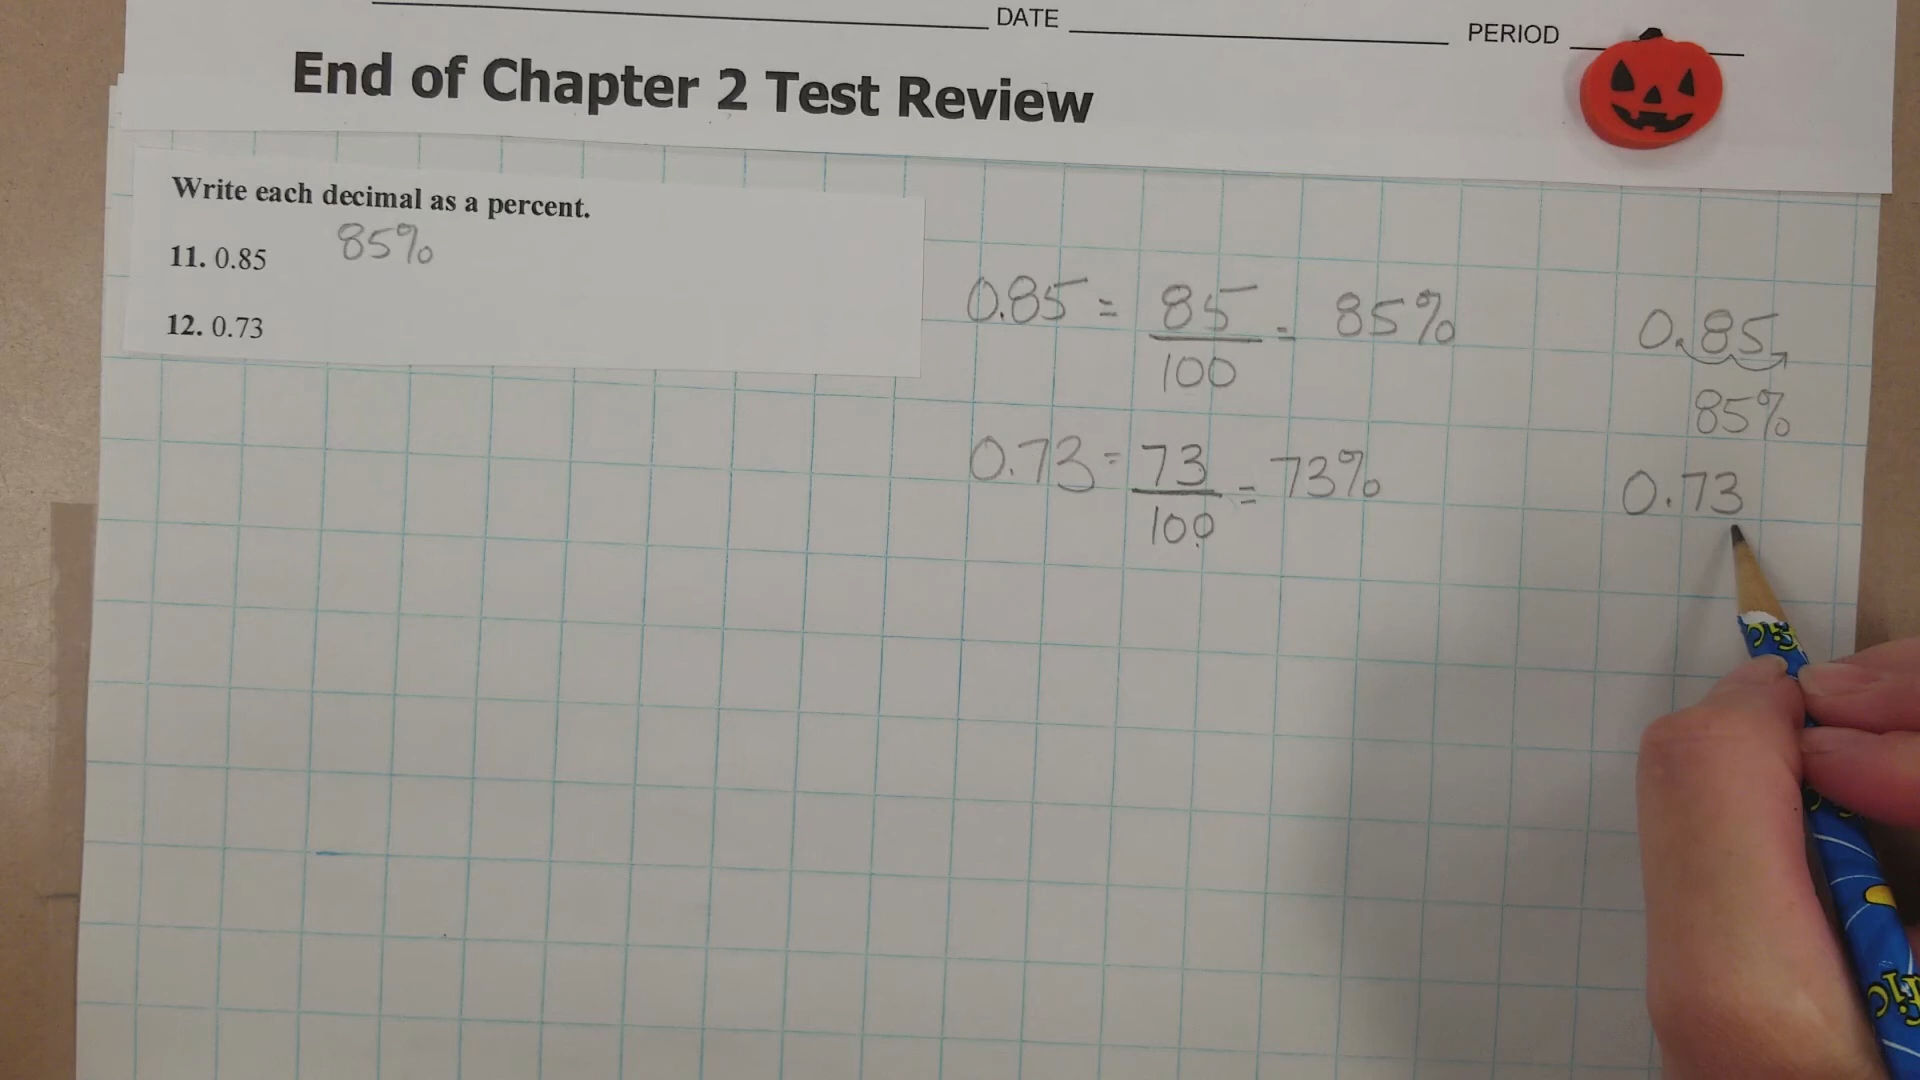 DATE PERIOD
End of Chapter 2 Test Review
Write each decimal as a percent.
11. 0.85 85%
12. 0.73
0.85 = 85/100 = 85%
0.73 = 73/100 = 73%
0.85
85%
0.73